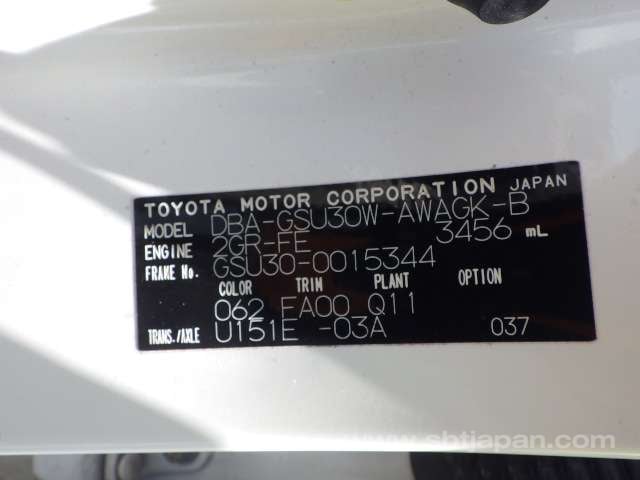 TOYOTA MOTOR CORPORATION JAPAN
MODEL DBA-GSU30W-AWAGK-B
ENGINE 2GR-FE 3456 mL
FRAME No. GSU30-0015344
COLOR TRIM PLANT OPTION
062 FA00 Q11
TRANS./AXLE U151E -03A 037
www.sbtjapan.com